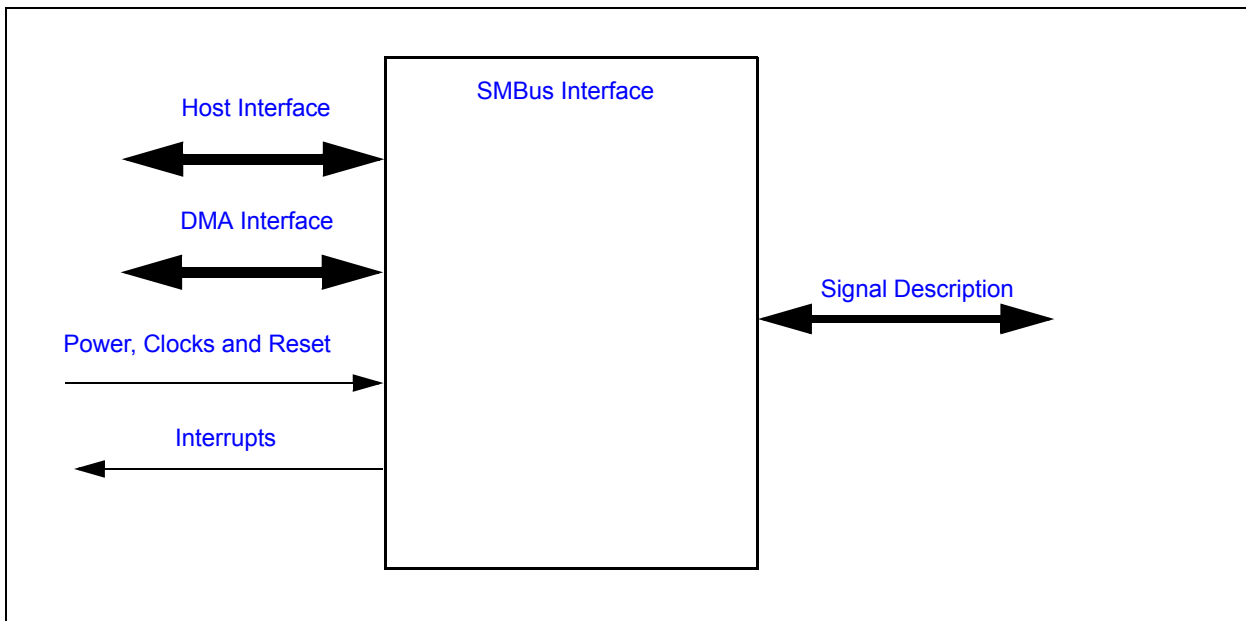 SMBus Interface
Host Interface
DMA Interface
Signal Description
Power, Clocks and Reset
Interrupts